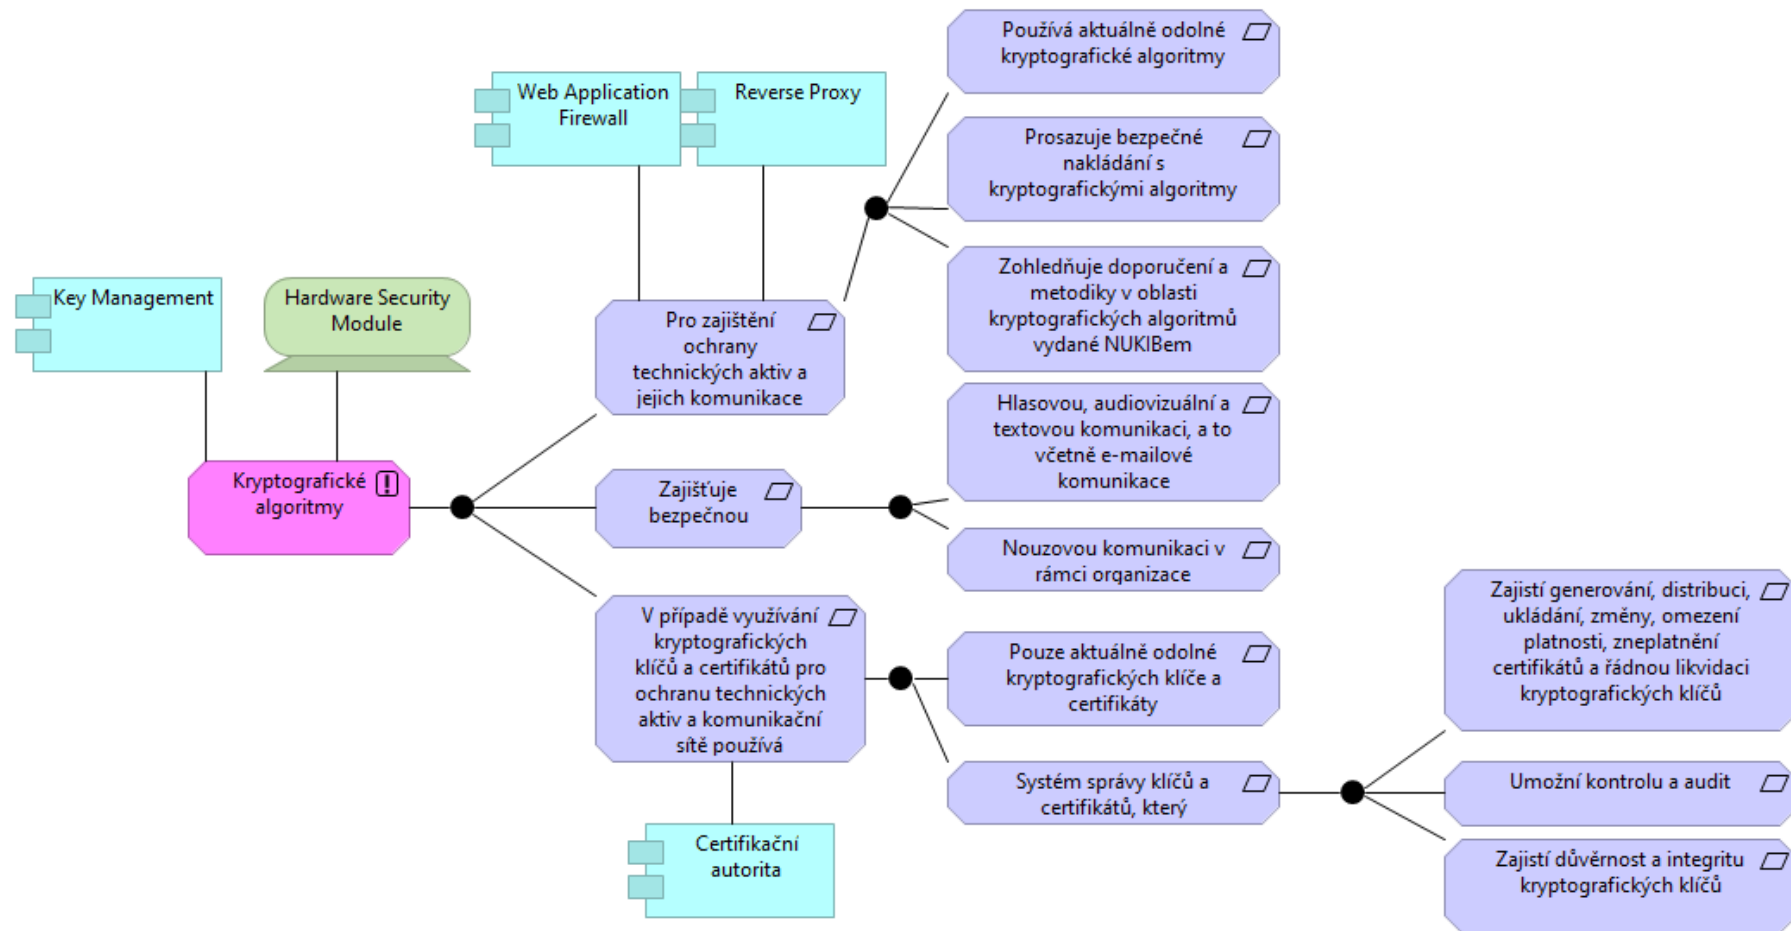 Používá aktuálně odolné
kryptografické algoritmy
Web Application
Firewall
Reverse Proxy
Prosazuje bezpečné
nakládání s
kryptografickými algoritmy
Zohledňuje doporučení a
metodiky v oblasti
kryptografických algoritmů
vydané NUKIBem
Key Management
Hardware Security
Module
Pro zajištění
ochrany
technických aktiv a
jejich komunikace
Hlasovou, audiovizuální a
textovou komunikaci, a to
včetně e-mailové
komunikace
Kryptografické
algoritmy
Zajišťuje
bezpečnou
Nouzovou komunikaci v
rámci organizace
V případě využívání
kryptografických
klíčů a certifikátů pro
ochranu technických
aktiv a komunikační
sítě používá
Pouze aktuálně odolné
kryptografických klíče a
certifikáty
Zajistí generování, distribuci,
ukládání, změny, omezení
platnosti, zneplatnění
certifikátů a řádnou likvidaci
kryptografických klíčů
Systém správy klíčů a
certifikátů, který
Umožní kontrolu a audit
Certifikační
autorita
Zajistí důvěrnost a integritu
kryptografických klíčů